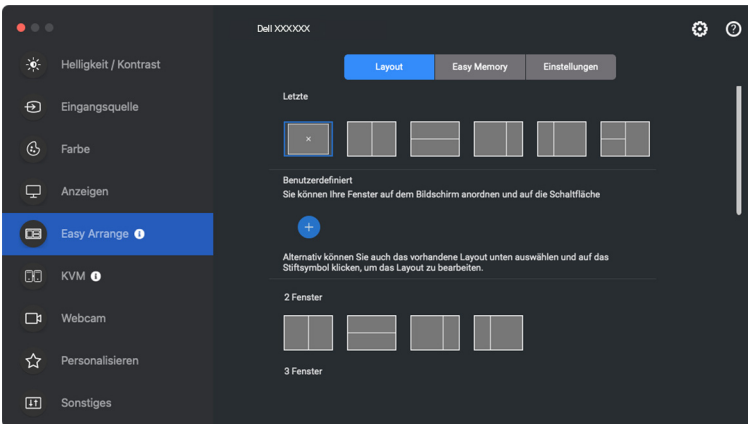 Dell XXXXXX
Helligkeit / Kontrast
Eingangsquelle
Farbe
Anzeigen
Easy Arrange
KVM
Webcam
Personalisieren
Sonstiges
Layout
Easy Memory
Einstellungen
Letzte
Benutzerdefiniert
Sie können Ihre Fenster auf dem Bildschirm anordnen und auf die Schaltfläche
Alternativ können Sie auch das vorhandene Layout unten auswählen und auf das
Stiftsymbol klicken, um das Layout zu bearbeiten.
2 Fenster
3 Fenster